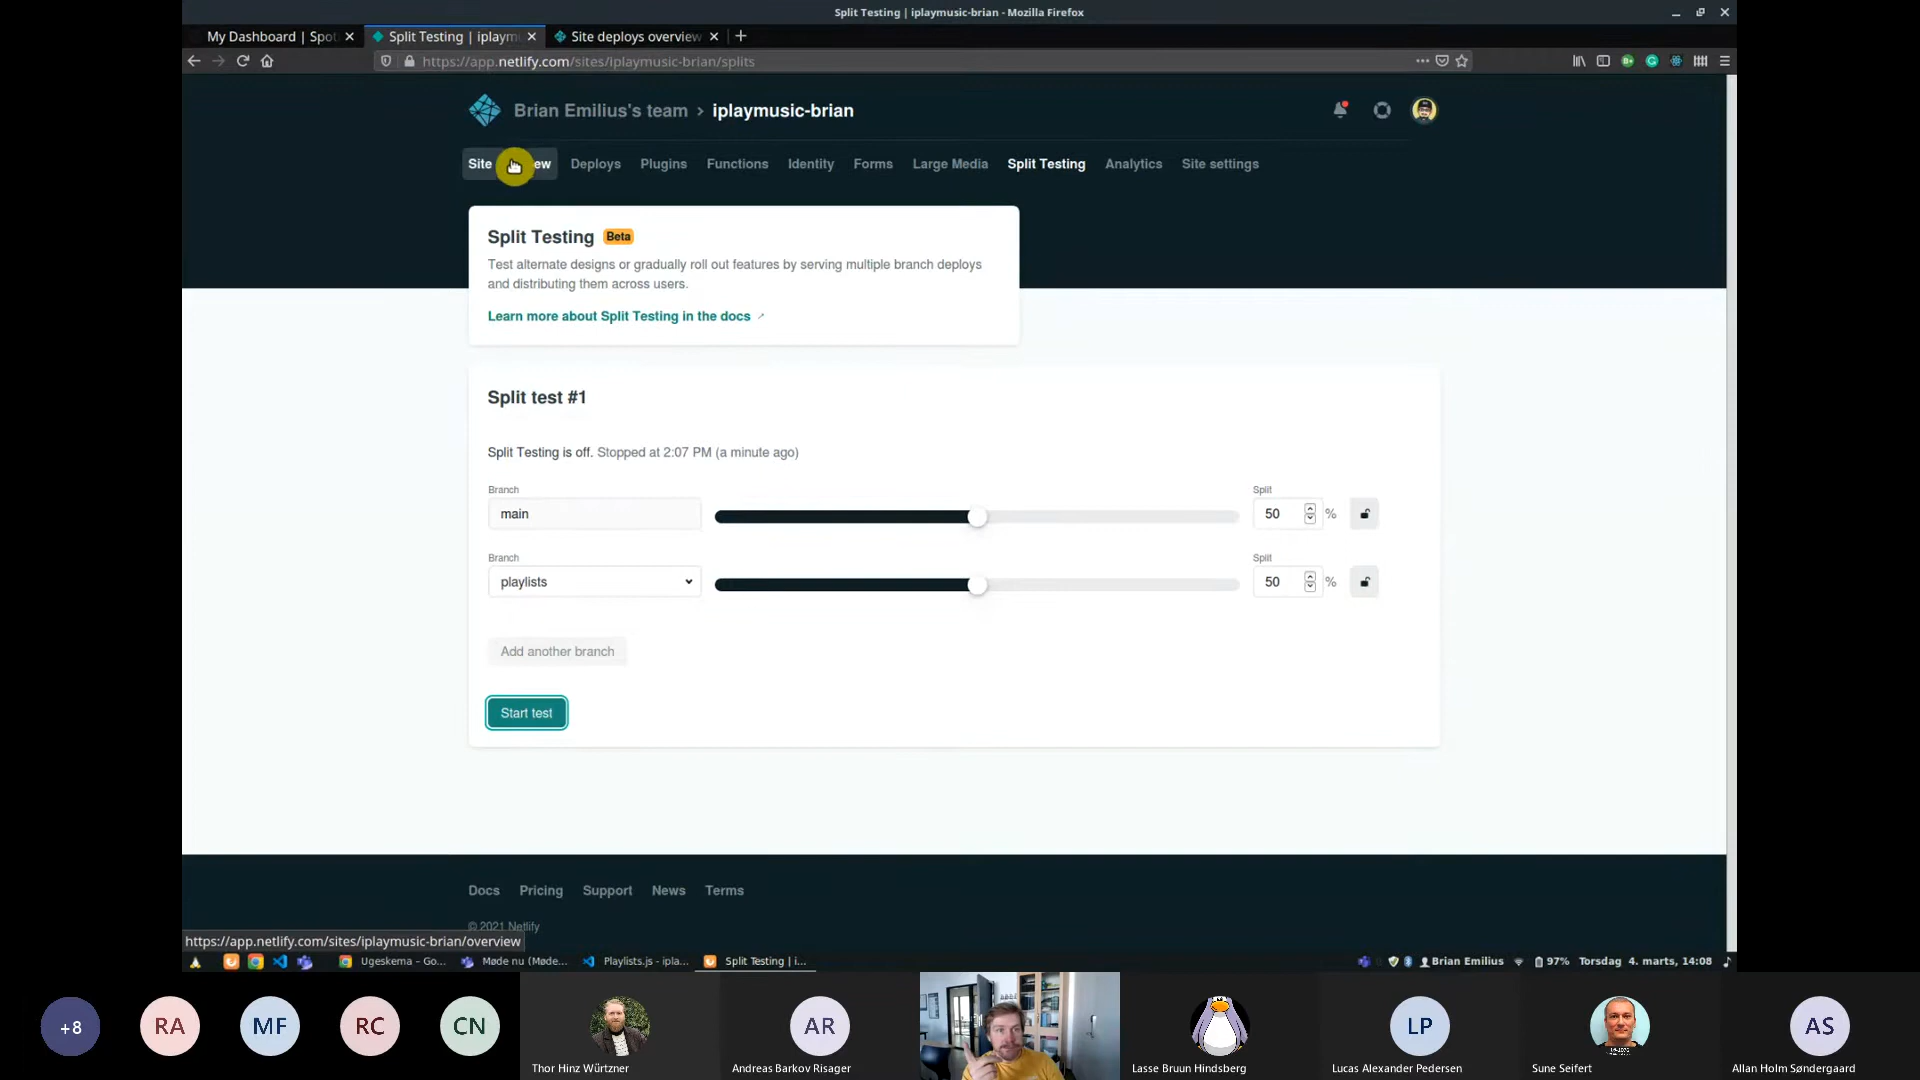 Split Testing | iplaymusic-brian - Mozilla Firefox
My Dashboard | Spot
Split Testing | iplaym
Site deploys overview
https://app.netlify.com/sites/iplaymusic-brian/splits
Brian Emilius's team > iplaymusic-brian
Site ew Deploys Plugins Functions Identity Forms Large Media Split Testing Analytics Site settings
Split Testing Beta
Test alternate designs or gradually roll out features by serving multiple branch deploys
and distributing them across users.
Learn more about Split Testing in the docs
Split test #1
Split Testing is off. Stopped at 2:07 PM (a minute ago)
Branch Split
main 50 %
Branch Split
playlists 50 %
Add another branch
Start test
Docs Pricing Support News Terms
© 2021 Netlify
https://app.netlify.com/sites/iplaymusic-brian/overview
Ugeskema – Go... Møde nu (Møde... Playlists.js - ipla... Split Testing | i... Brian Emilius 97% Torsdag 4. marts, 14:08
+8 RA MF RC CN AR LP AS
Thor Hinz Würtzner Andreas Barkov Risager Lasse Bruun Hindsberg Lucas Alexander Pedersen Sune Seifert Allan Holm Søndergaard